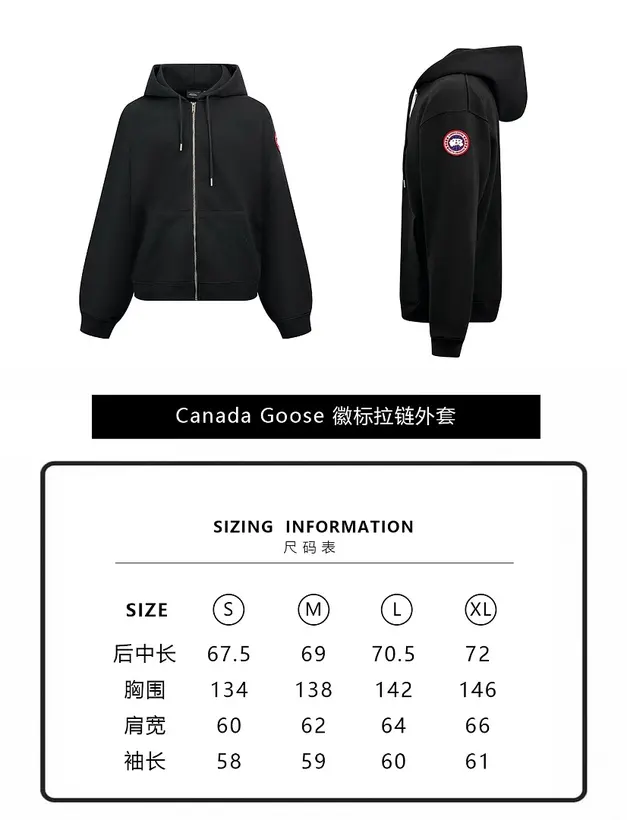 Canada Goose 徽标拉链外套
SIZING INFORMATION
尺码表
SIZE S M L XL
后中长 67.5 69 70.5 72
胸围 134 138 142 146
肩宽 60 62 64 66
袖长 58 59 60 61